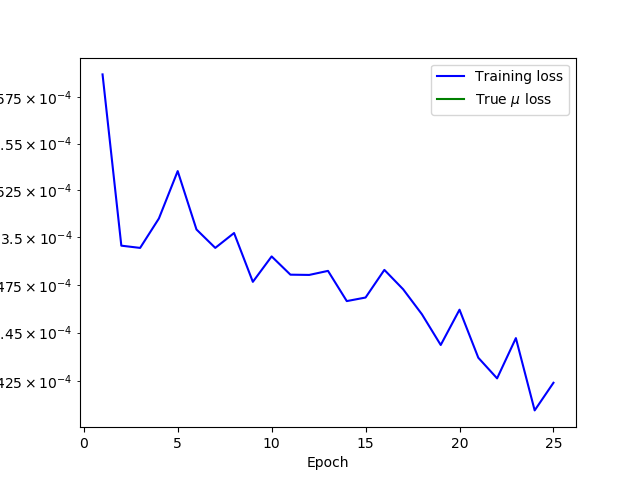 Training loss
True μ loss
575 × 10⁻⁴
.55 × 10⁻⁴
525 × 10⁻⁴
3.5 × 10⁻⁴
475 × 10⁻⁴
.45 × 10⁻⁴
425 × 10⁻⁴
0 5 10 15 20 25
Epoch